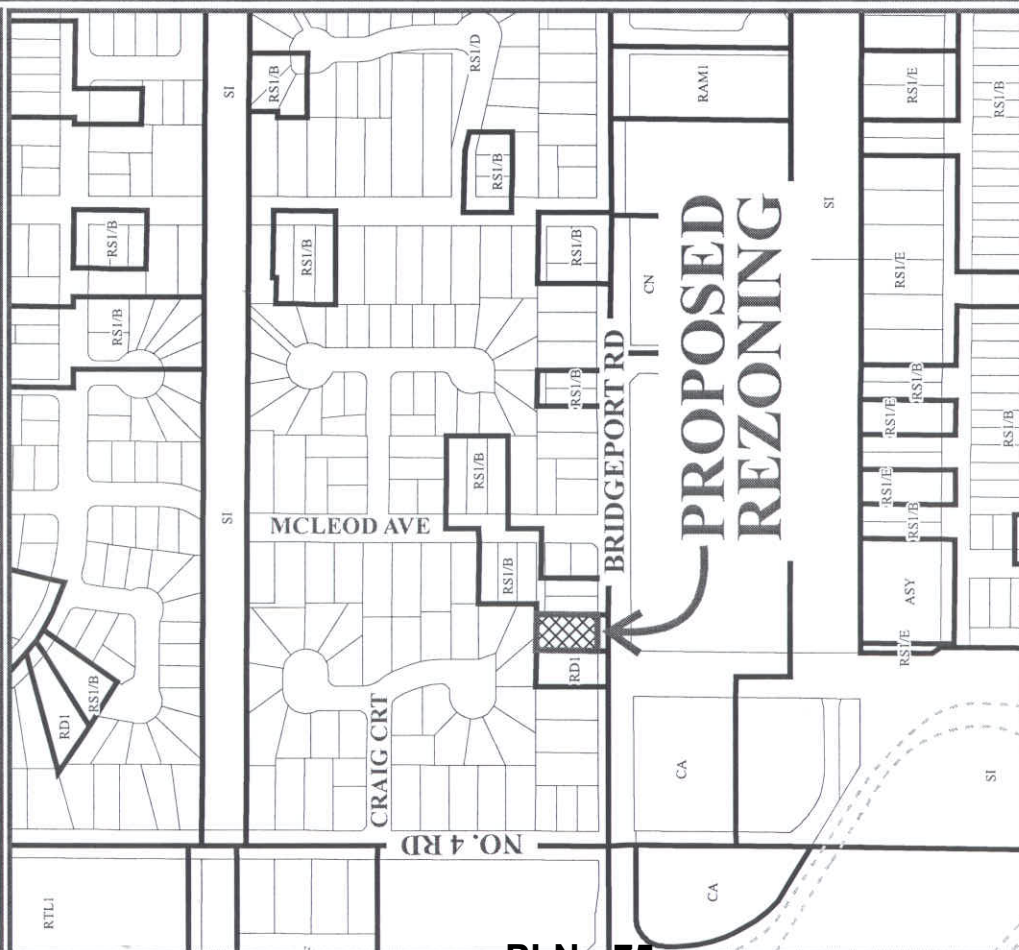 SI
RS1/B
RS1/D
RAM1
RS1/E
RS1/B
RS1/B
SI
RS1/B
RS1/B
RS1/B
CN
PROPOSED
REZONING
RS1/E
RS1/B
RS1/B
BRIDGEPORT RD
RS1/B
RS1/E
RS1/B
RS1/B
RS1/E
RS1/B
SI
MCLEOD AVE
RS1/B
ASY
RS1/E
RD1
RS1/B
RD1
CRAIG CRT
CA
SI
NO. 4 RD
RTL1
CA